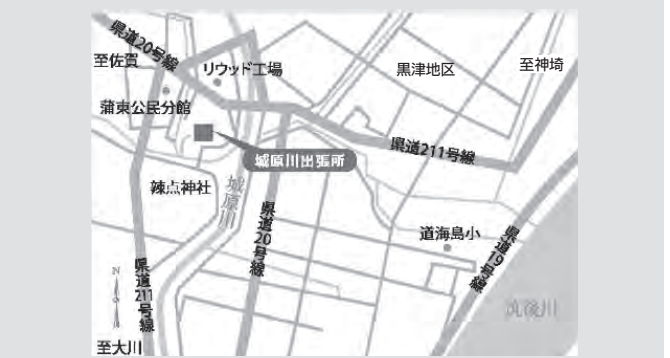 県道20号線
至佐賀
リウッド工場
黒津地区
至神埼
蒲東公民分館
城原川出張所
県道211号線
辣点神社
城原川
県道20号線
道海島小
県道19号線
県道211号線
N
筑後川
至大川